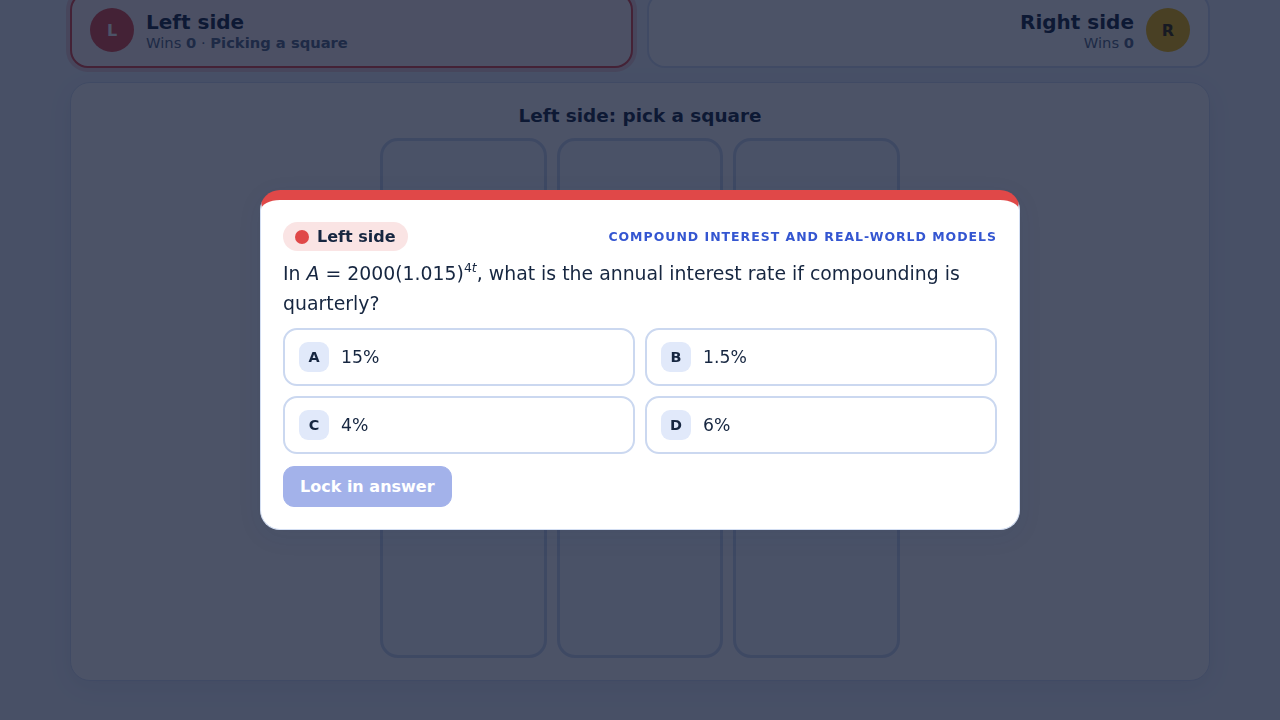 L
Left side
Wins 0 · Picking a square
Right side
Wins 0
R
Left side: pick a square
Left side
COMPOUND INTEREST AND REAL-WORLD MODELS
In A = 2000(1.015)^{4t}, what is the annual interest rate if compounding is
quarterly?
A 15%
B 1.5%
C 4%
D 6%
Lock in answer